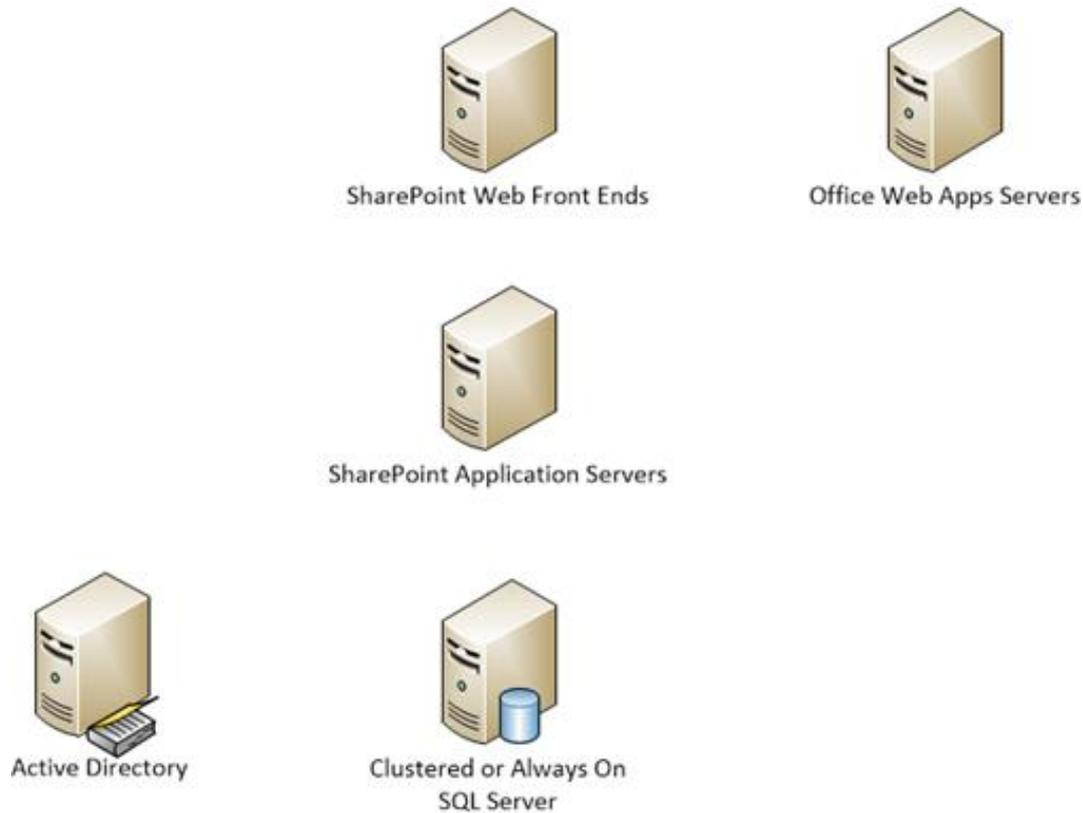 SharePoint Web Front Ends
Office Web Apps Servers
SharePoint Application Servers
Active Directory
Clustered or Always On
SQL Server